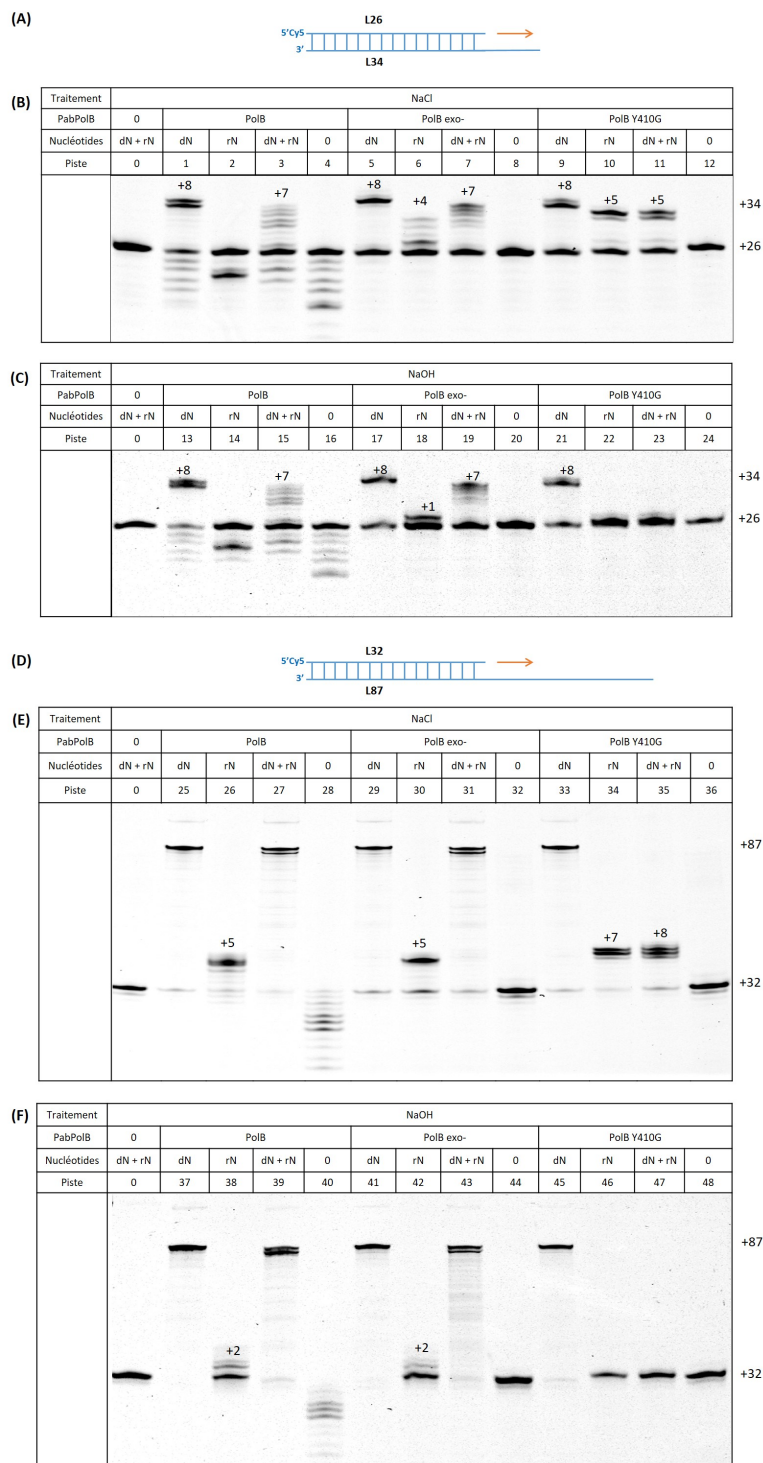 (A)
L26
5'Cy5
3'
L34
(B)
Traitement NaCl
PabPolB 0 PolB PolB exo- PolB Y410G
Nucléotides dN + rN dN rN dN + rN 0 dN rN dN + rN 0 dN rN dN + rN 0
Piste 0 1 2 3 4 5 6 7 8 9 10 11 12
+8 +7 +8 +4 +7 +8 +5 +5 +34
+26
(C)
Traitement NaOH
PabPolB 0 PolB PolB exo- PolB Y410G
Nucléotides dN + rN dN rN dN + rN 0 dN rN dN + rN 0 dN rN dN + rN 0
Piste 0 13 14 15 16 17 18 19 20 21 22 23 24
+8 +7 +8 +7 +8 +34
+1 +26
(D)
L32
5'Cy5
3'
L87
(E)
Traitement NaCl
PabPolB 0 PolB PolB exo- PolB Y410G
Nucléotides dN + rN dN rN dN + rN 0 dN rN dN + rN 0 dN rN dN + rN 0
Piste 0 25 26 27 28 29 30 31 32 33 34 35 36
+87
+5 +5 +7 +8
+32
(F)
Traitement NaOH
PabPolB 0 PolB PolB exo- PolB Y410G
Nucléotides dN + rN dN rN dN + rN 0 dN rN dN + rN 0 dN rN dN + rN 0
Piste 0 37 38 39 40 41 42 43 44 45 46 47 48
+87
+2 +2
+32